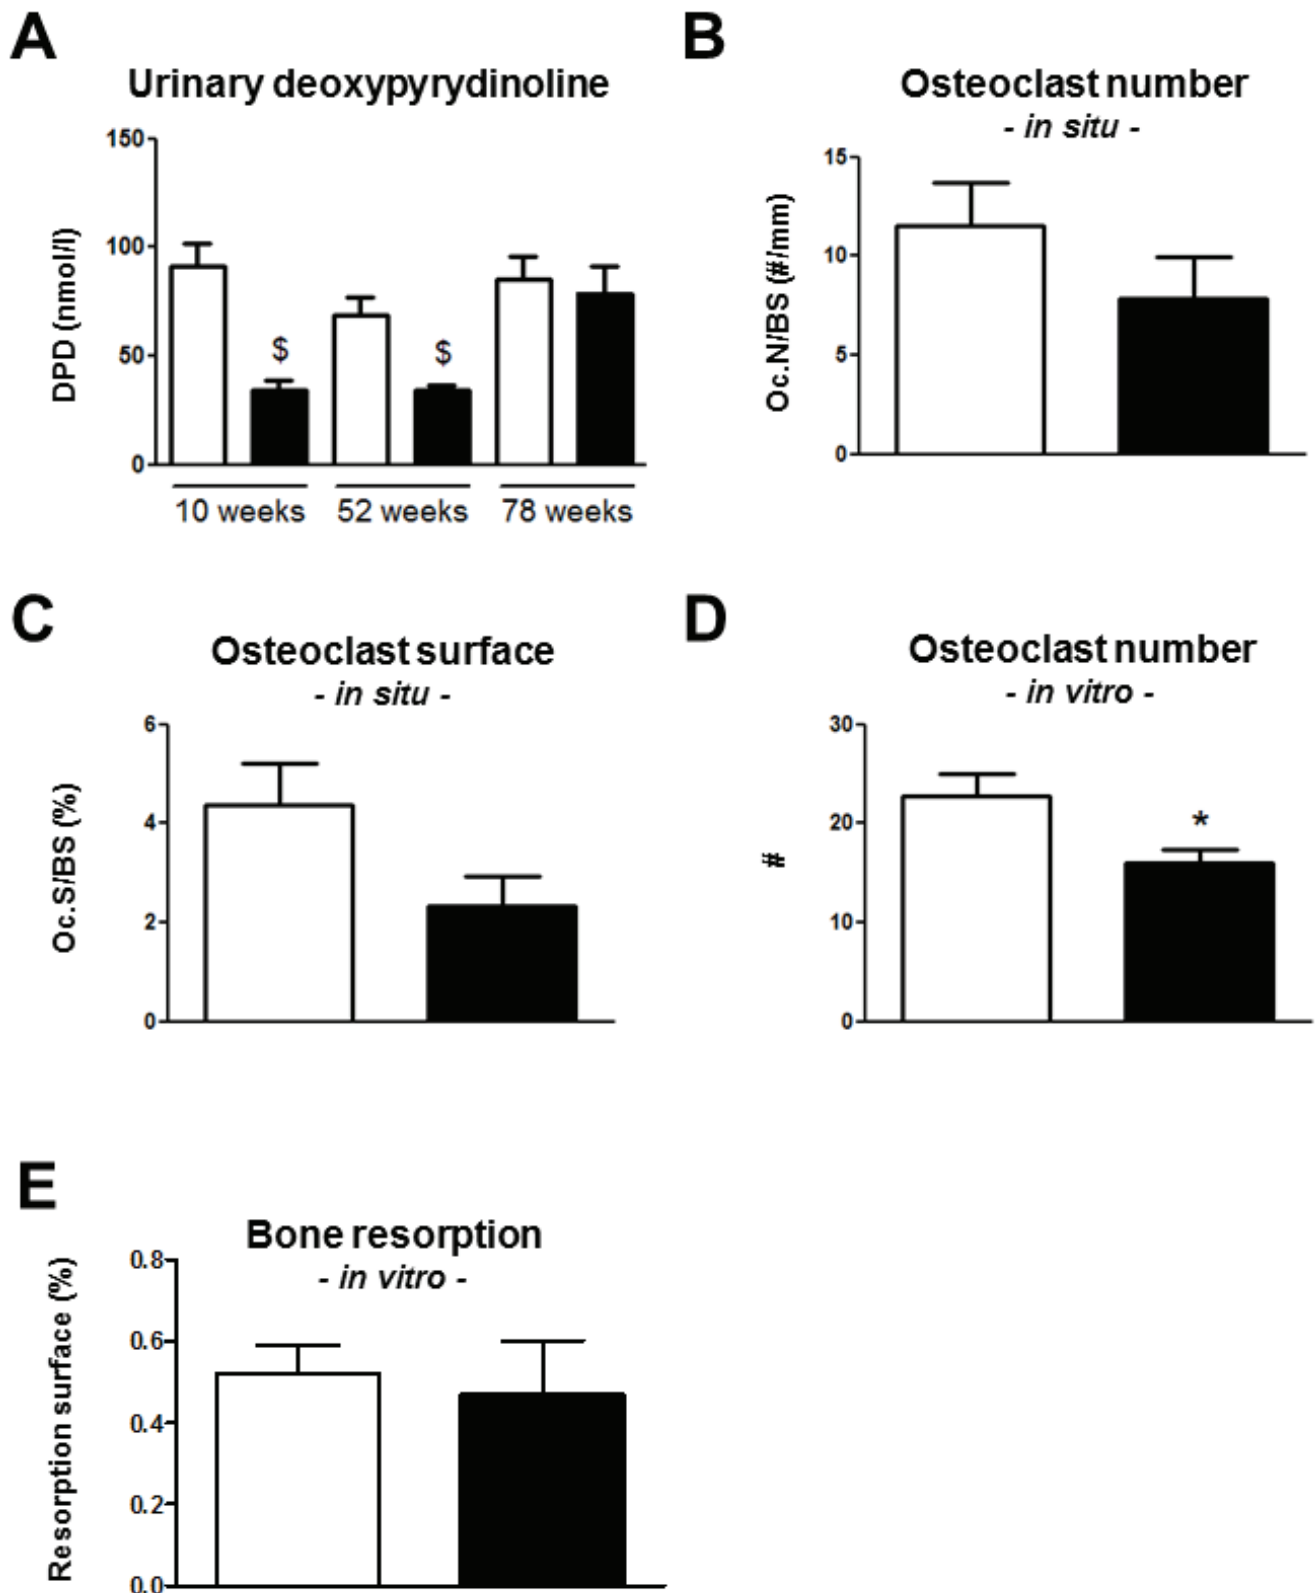 A
Urinary deoxypyrydinoline
DPD (nmol/l)
150
100
50
0
$
$
10 weeks
52 weeks
78 weeks
B
Osteoclast number
- in situ -
Oc.N/BS (#/mm)
15
10
5
0
C
Osteoclast surface
- in situ -
Oc.S/BS (%)
6
4
2
0
D
Osteoclast number
- in vitro -
#
30
20
10
0
*
E
Bone resorption
- in vitro -
Resorption surface (%)
0.8
0.6
0.4
0.2
0.0